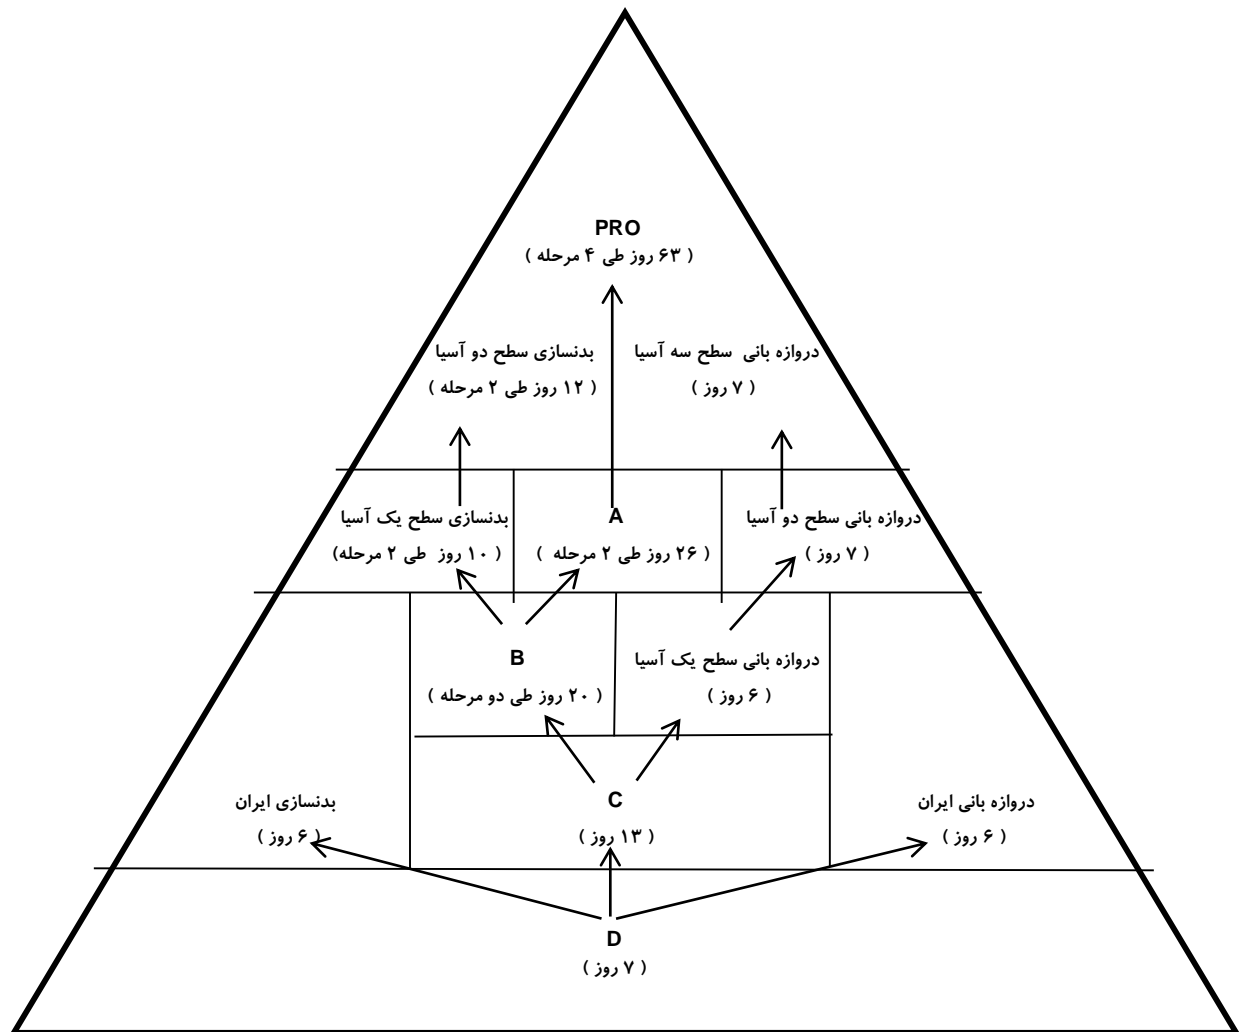 PRO
( ۶۳ روز طی ۴ مرحله )
دروازه بانی سطح سه آسیا
( ۷ روز )
بدنسازی سطح دو آسیا
( ۱۲ روز طی ۲ مرحله )
دروازه بانی سطح دو آسیا
( ۷ روز )
A
( ۲۶ روز طی ۲ مرحله )
بدنسازی سطح یک آسیا
( ۱۰ روز طی ۲ مرحله)
دروازه بانی سطح یک آسیا
( ۶ روز )
B
( ۲۰ روز طی دو مرحله )
دروازه بانی ایران
( ۶ روز )
C
( ۱۳ روز )
بدنسازی ایران
( ۶ روز )
D
( ۷ روز )